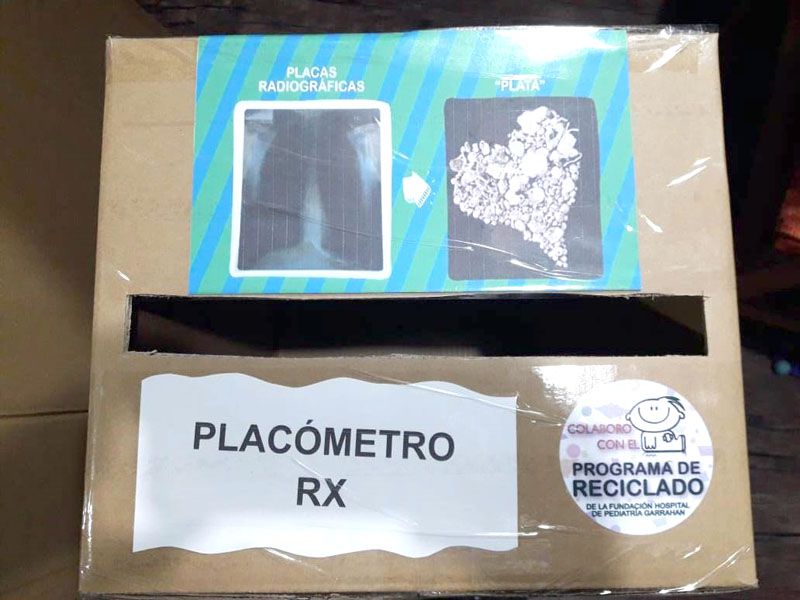 PLACAS
RADIOGRÁFICAS
"PLATA"
PLACÓMETRO
RX
COLABORO
CON EL
PROGRAMA DE
RECICLADO
DE LA FUNDACIÓN HOSPITAL
DE PEDIATRÍA GARRAHAN